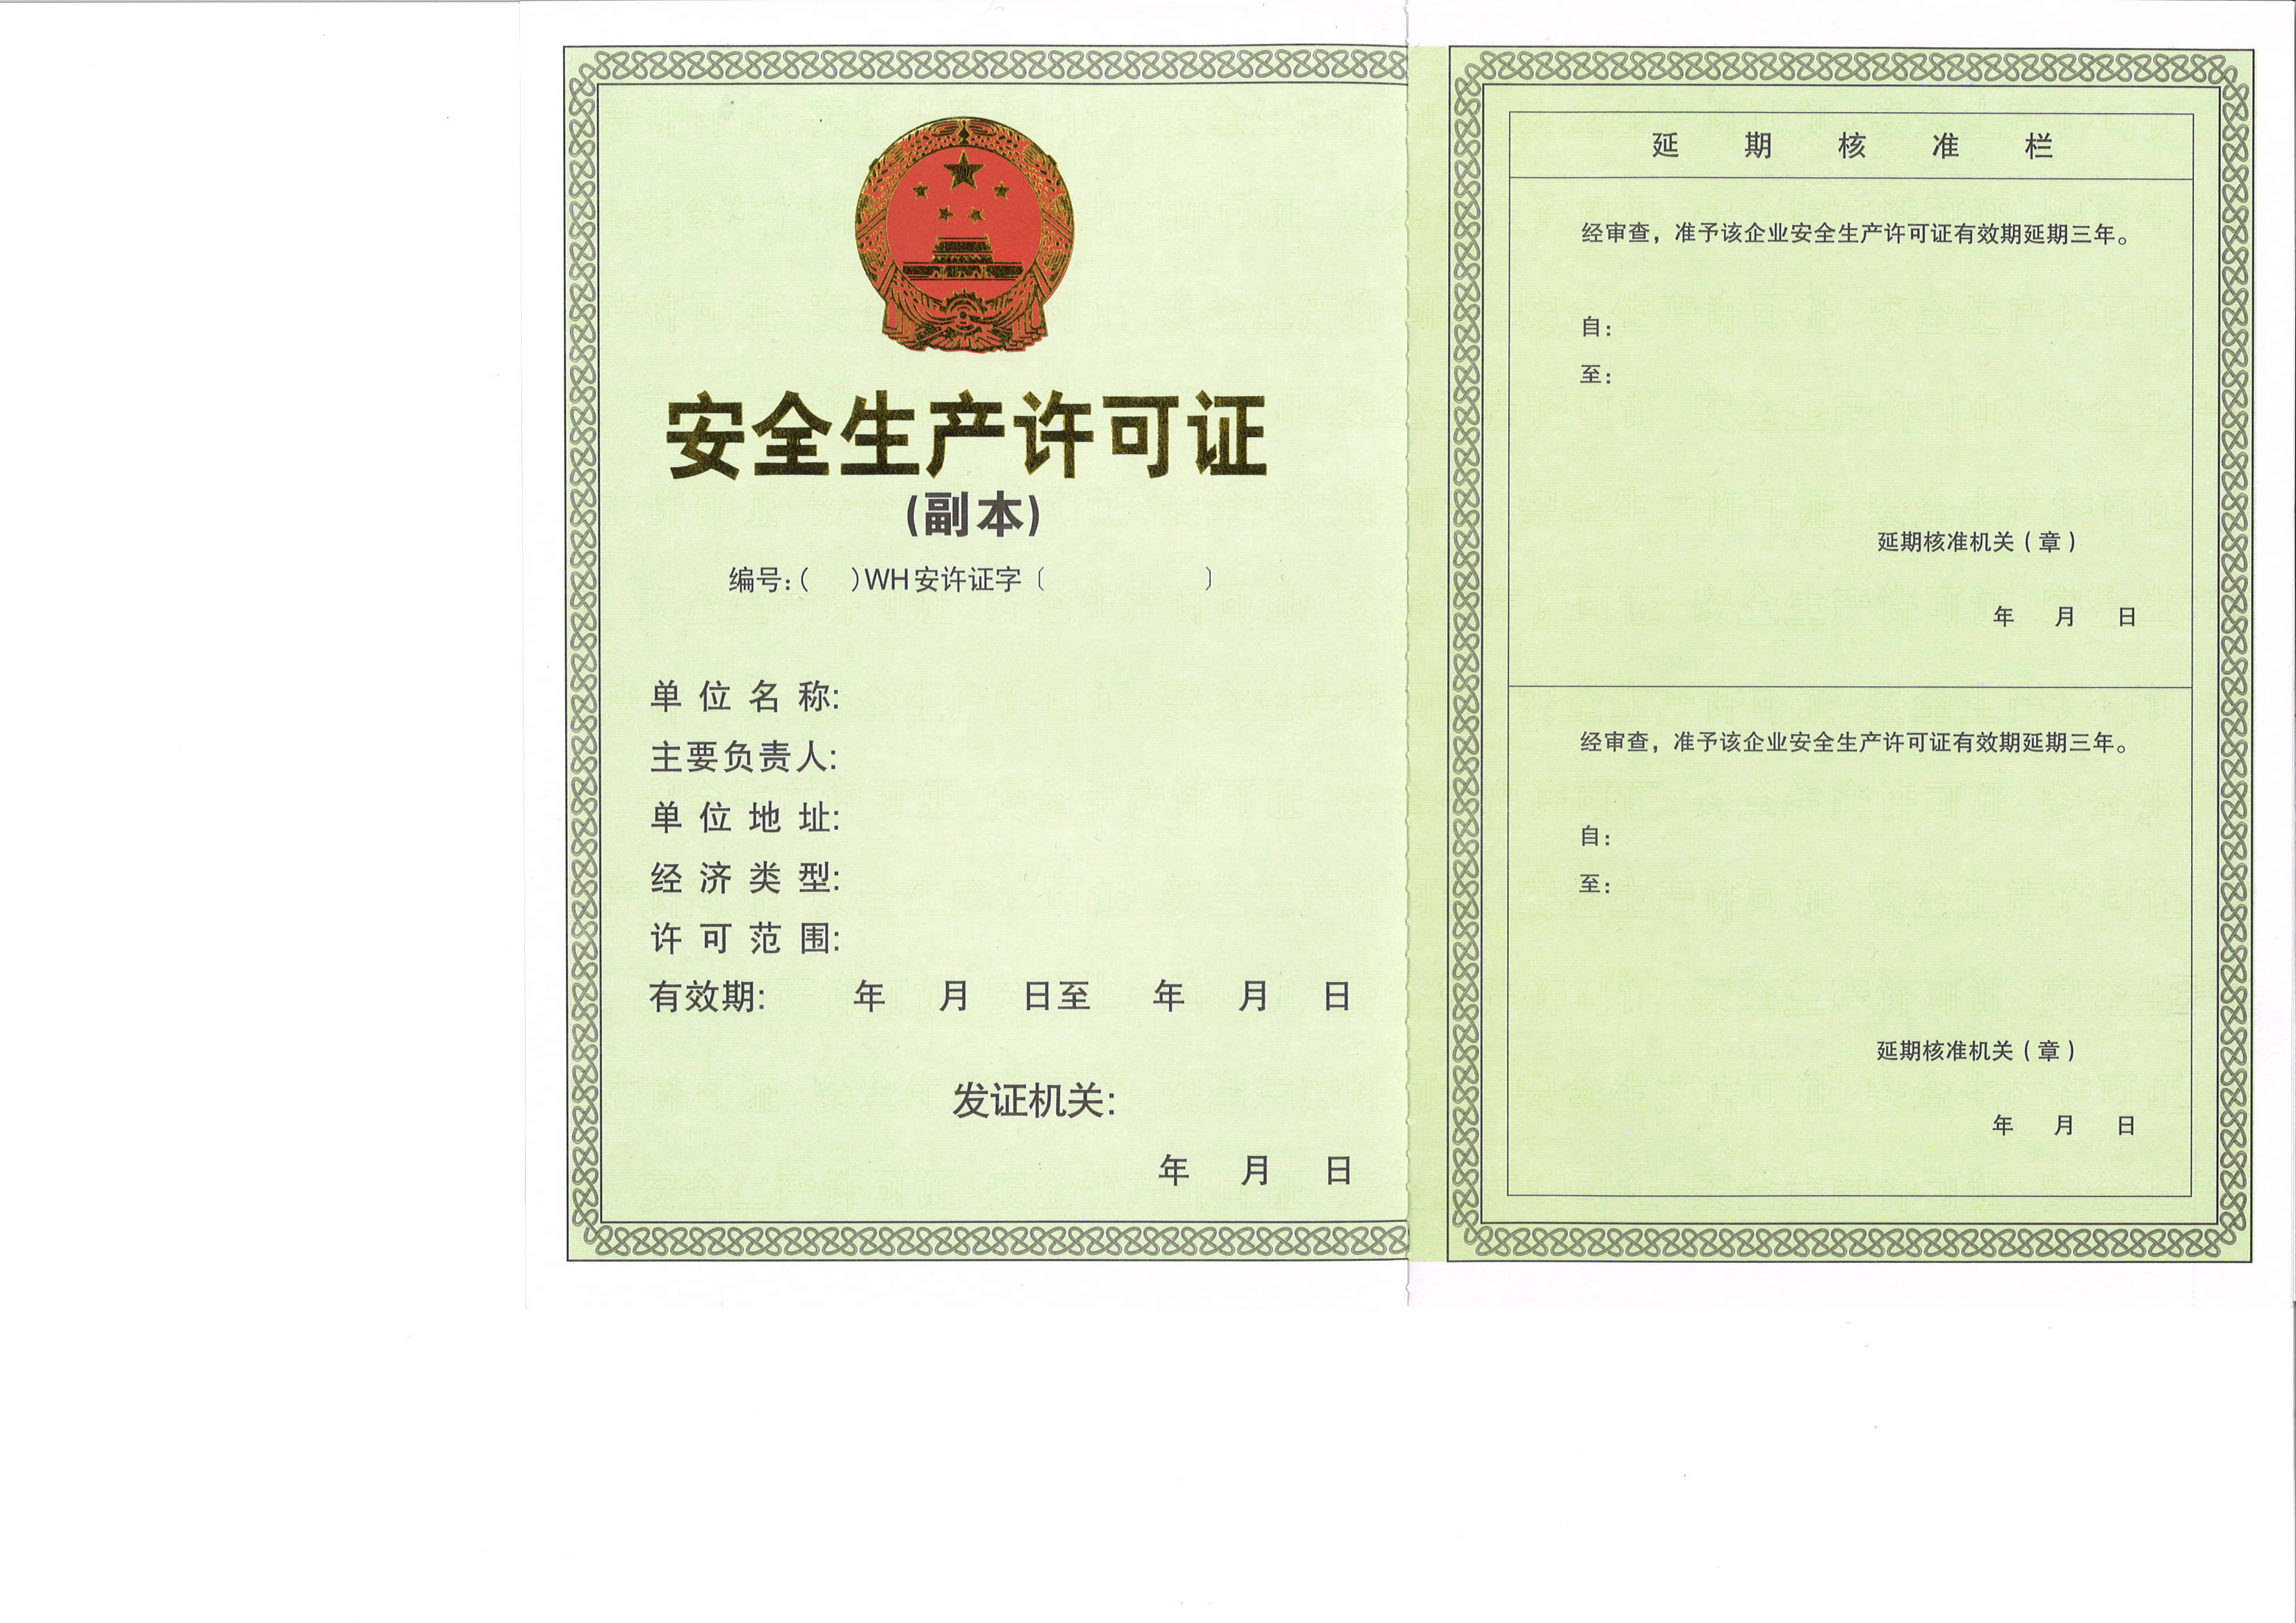 安全生产许可证
(副本)
编号:(  )WH安许证字〔  〕
单位名称:
主要负责人:
单位地址:
经济类型:
许可范围:
有效期:  年  月  日至  年  月  日
发证机关:
年  月  日
延期核准栏
经审查，准予该企业安全生产许可证有效期延期三年。
自：
至：
延期核准机关（章）
年  月  日
经审查，准予该企业安全生产许可证有效期延期三年。
自：
至：
延期核准机关（章）
年  月  日